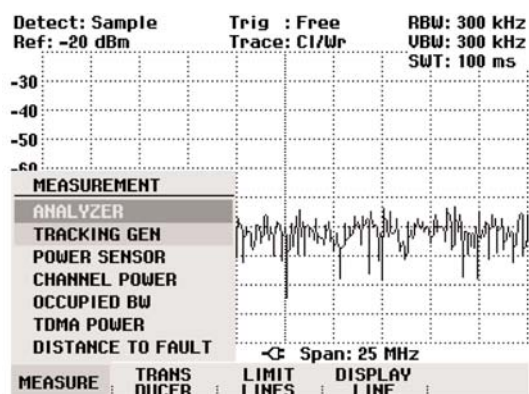 Detect: Sample Trig : Free RBW: 300 kHz
Ref: -20 dBm Trace: Cl/Wr VBW: 300 kHz
SWT: 100 ms
-30
-40
-50
-60
MEASUREMENT
ANALYZER
TRACKING GEN
POWER SENSOR
CHANNEL POWER
OCCUPIED BW
TDMA POWER
DISTANCE TO FAULT
Span: 25 MHz
MEASURE TRANS LIMIT DISPLAY
DUCER LINES LINE